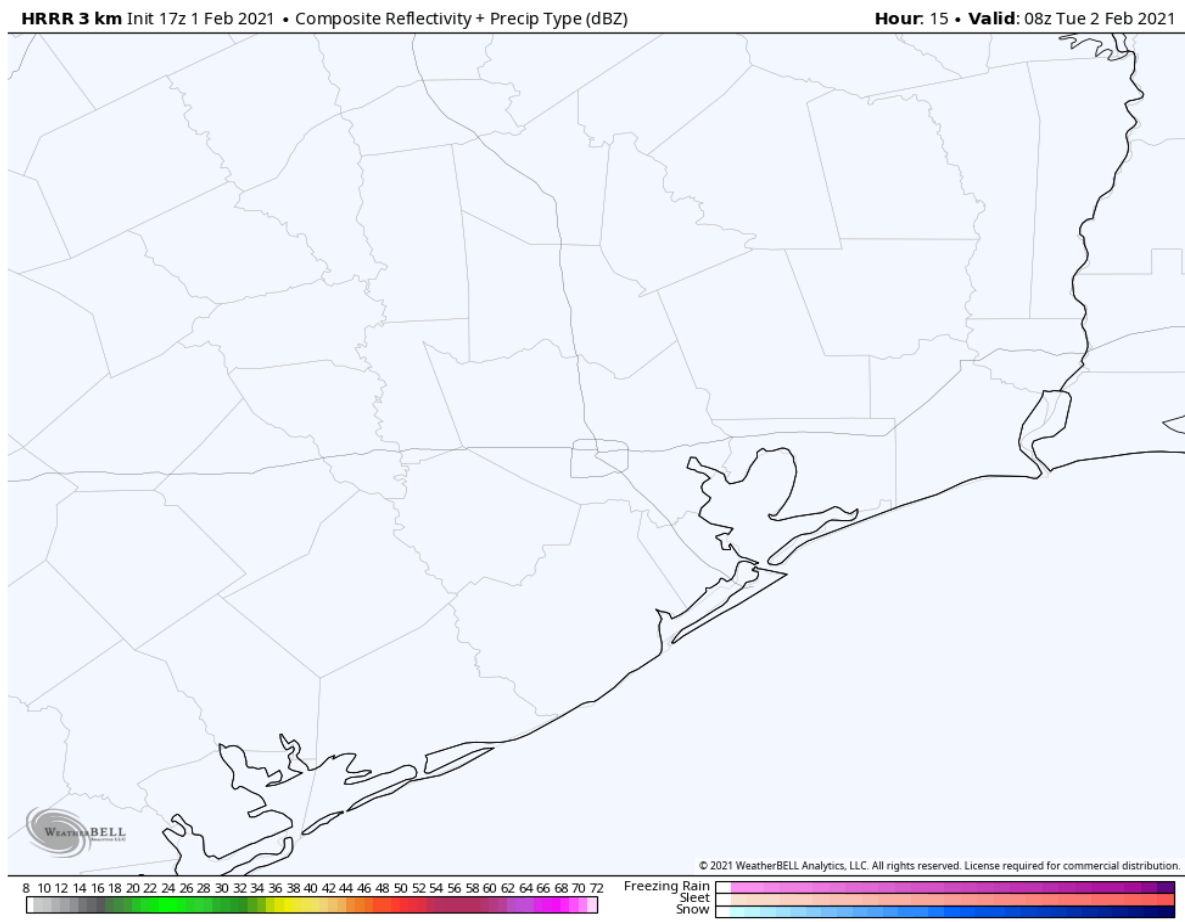 HRRR 3 km Init 17z 1 Feb 2021 • Composite Reflectivity + Precip Type (dBZ)
Hour: 15 • Valid: 08z Tue 2 Feb 2021
WEATHERBELL
© 2021 WeatherBELL Analytics, LLC. All rights reserved. License required for commercial distribution.
8 10 12 14 16 18 20 22 24 26 28 30 32 34 36 38 40 42 44 46 48 50 52 54 56 58 60 62 64 66 68 70 72
Freezing Rain
Sleet
Snow